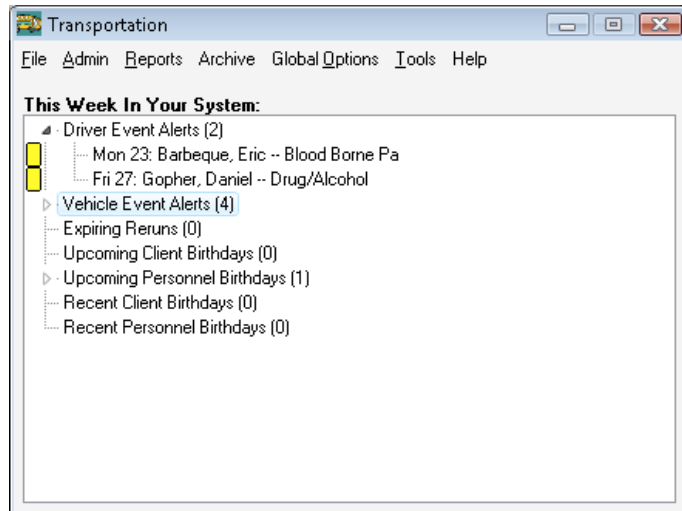 Transportation
File Admin Reports Archive Global Options Tools Help
This Week In Your System:
Driver Event Alerts (2)
Mon 23: Barbeque, Eric -- Blood Borne Pa
Fri 27: Gopher, Daniel -- Drug/Alcohol
Vehicle Event Alerts (4)
Expiring Reruns (0)
Upcoming Client Birthdays (0)
Upcoming Personnel Birthdays (1)
Recent Client Birthdays (0)
Recent Personnel Birthdays (0)